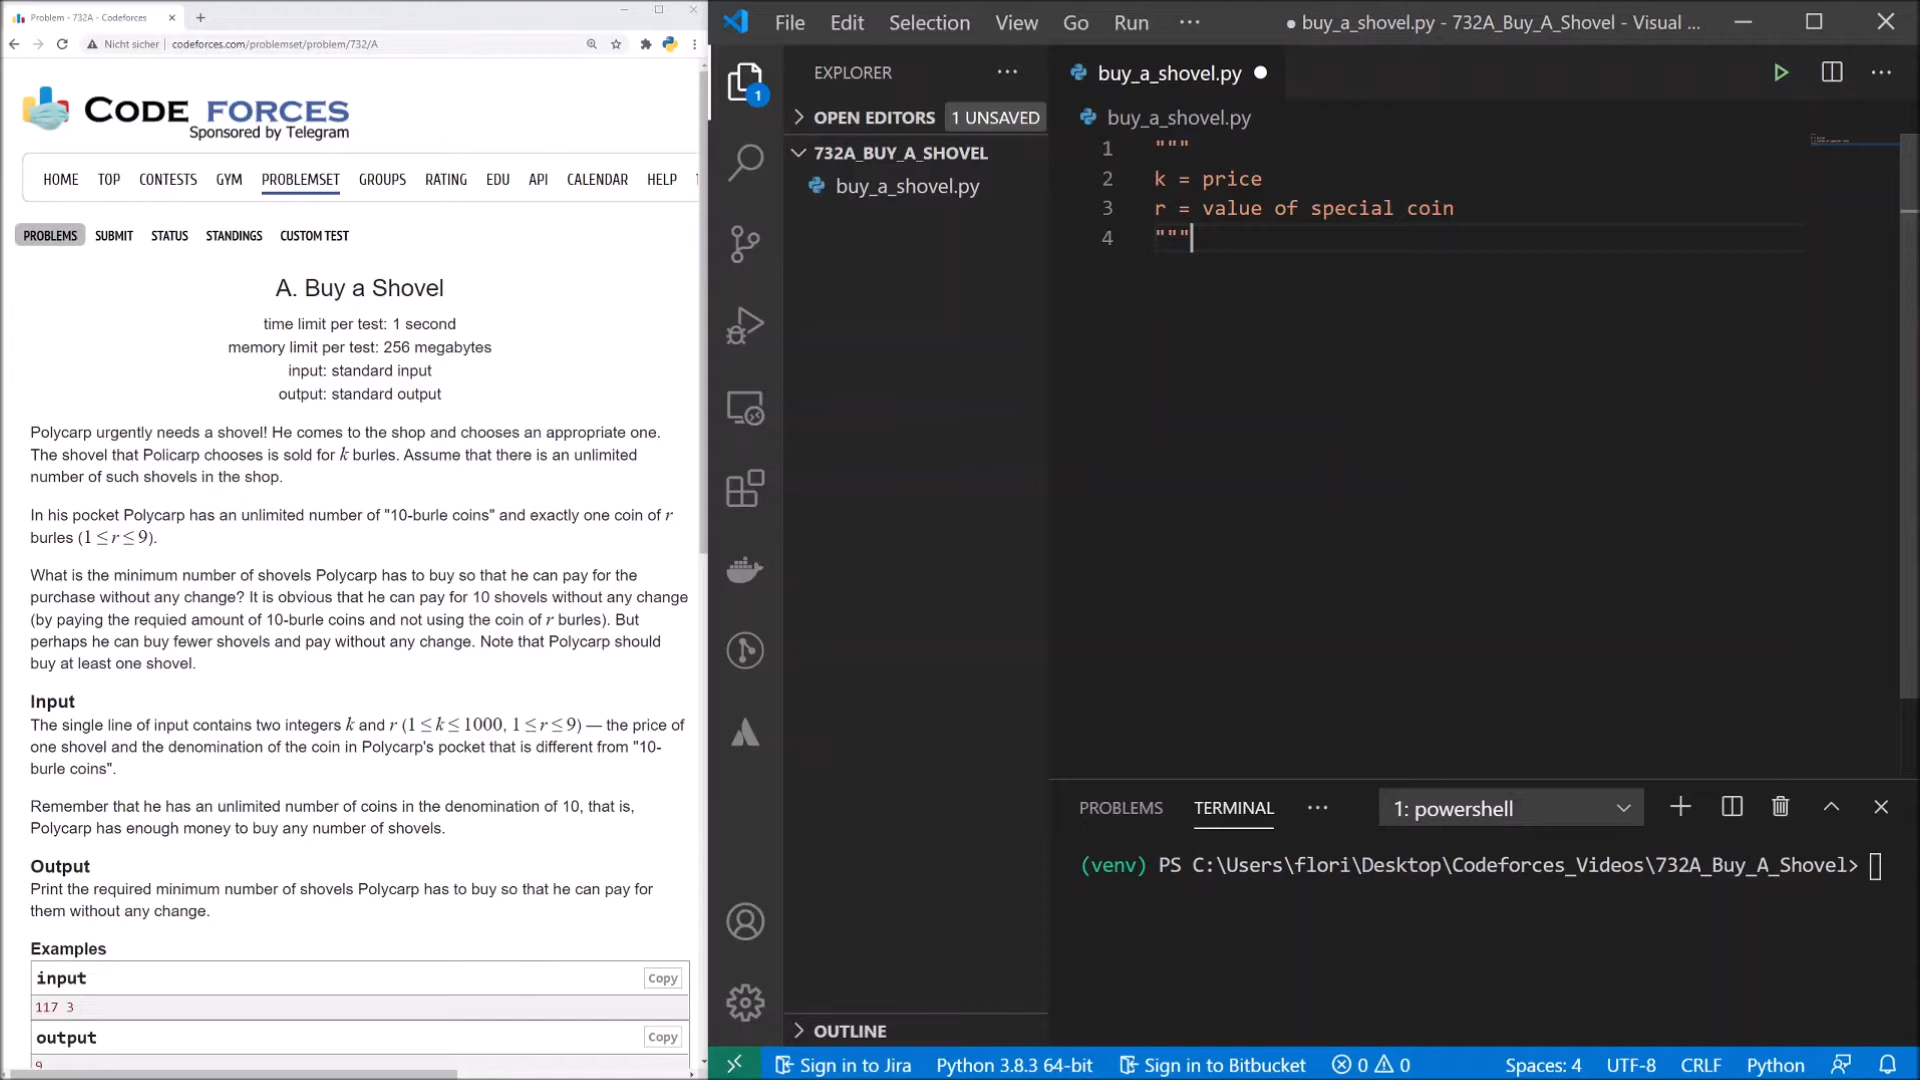 Problem - 732A - Codeforces
Nicht sicher | codeforces.com/problemset/problem/732/A
CODE FORCES
Sponsored by Telegram
HOME TOP CONTESTS GYM PROBLEMSET GROUPS RATING EDU API CALENDAR HELP
PROBLEMS SUBMIT STATUS STANDINGS CUSTOM TEST
A. Buy a Shovel
time limit per test: 1 second
memory limit per test: 256 megabytes
input: standard input
output: standard output
Polycarp urgently needs a shovel! He comes to the shop and chooses an appropriate one.
The shovel that Policarp chooses is sold for k burles. Assume that there is an unlimited
number of such shovels in the shop.
In his pocket Polycarp has an unlimited number of "10-burle coins" and exactly one coin of r
burles (1 ≤ r ≤ 9).
What is the minimum number of shovels Polycarp has to buy so that he can pay for the
purchase without any change? It is obvious that he can pay for 10 shovels without any change
(by paying the requied amount of 10-burle coins and not using the coin of r burles). But
perhaps he can buy fewer shovels and pay without any change. Note that Polycarp should
buy at least one shovel.
Input
The single line of input contains two integers k and r (1 ≤ k ≤ 1000, 1 ≤ r ≤ 9) — the price of
one shovel and the denomination of the coin in Polycarp's pocket that is different from "10-
burle coins".
Remember that he has an unlimited number of coins in the denomination of 10, that is,
Polycarp has enough money to buy any number of shovels.
Output
Print the required minimum number of shovels Polycarp has to buy so that he can pay for
them without any change.
Examples
input Copy
117 3
output Copy
9
File Edit Selection View Go Run ··· ● buy_a_shovel.py - 732A_Buy_A_Shovel - Visual ...
EXPLORER ···
OPEN EDITORS 1 UNSAVED
732A_BUY_A_SHOVEL
buy_a_shovel.py
OUTLINE
1
buy_a_shovel.py ●
buy_a_shovel.py
1 """
2 k = price
3 r = value of special coin
4 """
PROBLEMS TERMINAL ··· 1: powershell
(venv) PS C:\Users\flori\Desktop\Codeforces_Videos\732A_Buy_A_Shovel>
Sign in to Jira Python 3.8.3 64-bit Sign in to Bitbucket 0 0 Spaces: 4 UTF-8 CRLF Python